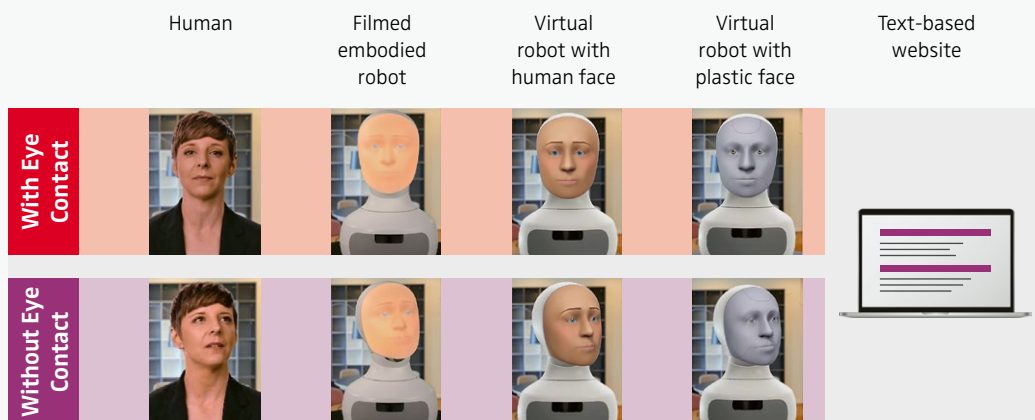 Human
Filmed
embodied
robot
Virtual
robot with
human face
Virtual
robot with
plastic face
Text-based
website
With Eye
Contact
Without Eye
Contact